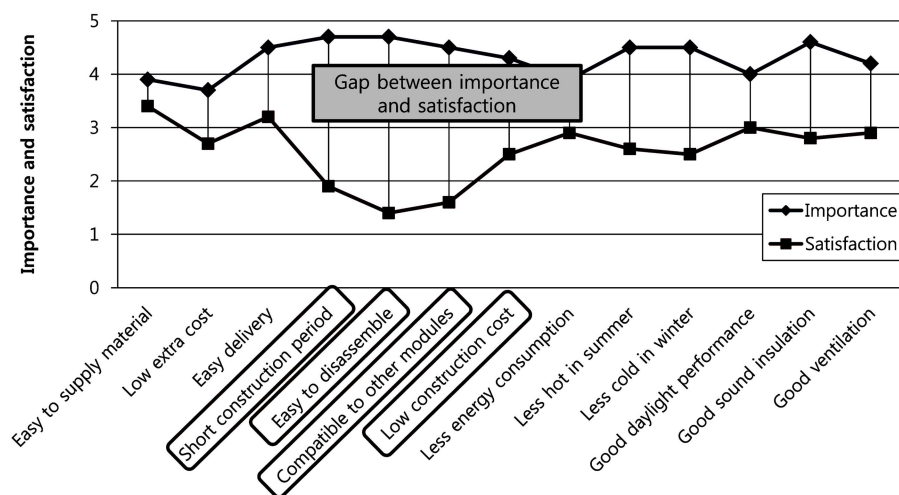 Importance and satisfaction
5
4
3
2
1
0
Gap between importance
and satisfaction
Importance
Satisfaction
Easy to supply material
Low extra cost
Easy delivery
Short construction period
Easy to disassemble
Compatible to other modules
Low construction cost
Less energy consumption
Less hot in summer
Less cold in winter
Good daylight performance
Good sound insulation
Good ventilation